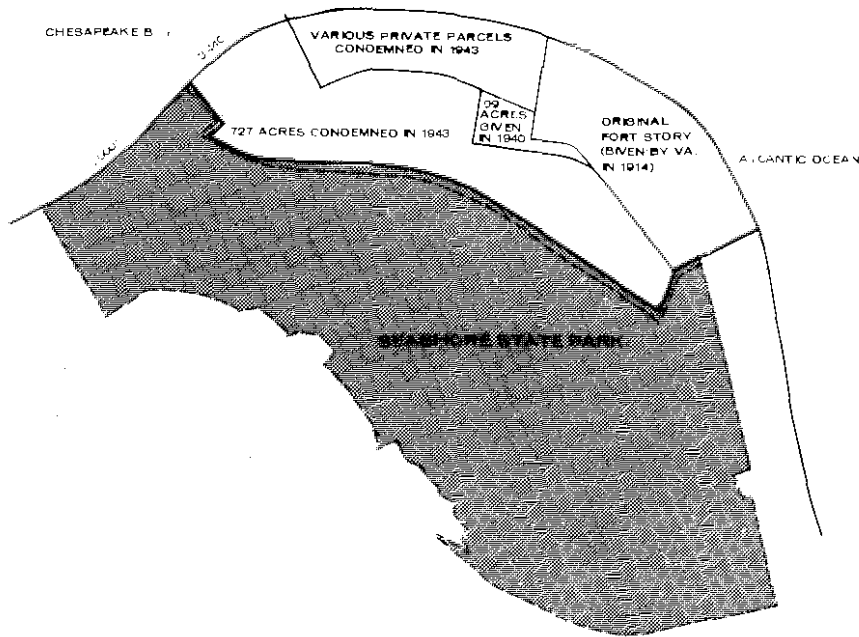 CHESAPEAKE B
VARIOUS PRIVATE PARCELS
CONDEMNED IN 1943
727 ACRES CONDEMNED IN 1943
09
ACRES
GIVEN
IN 1940
ORIGINAL
FORT STORY
(GIVEN BY VA.
IN 1914)
ATLANTIC OCEAN
SEASHORE STATE PARK